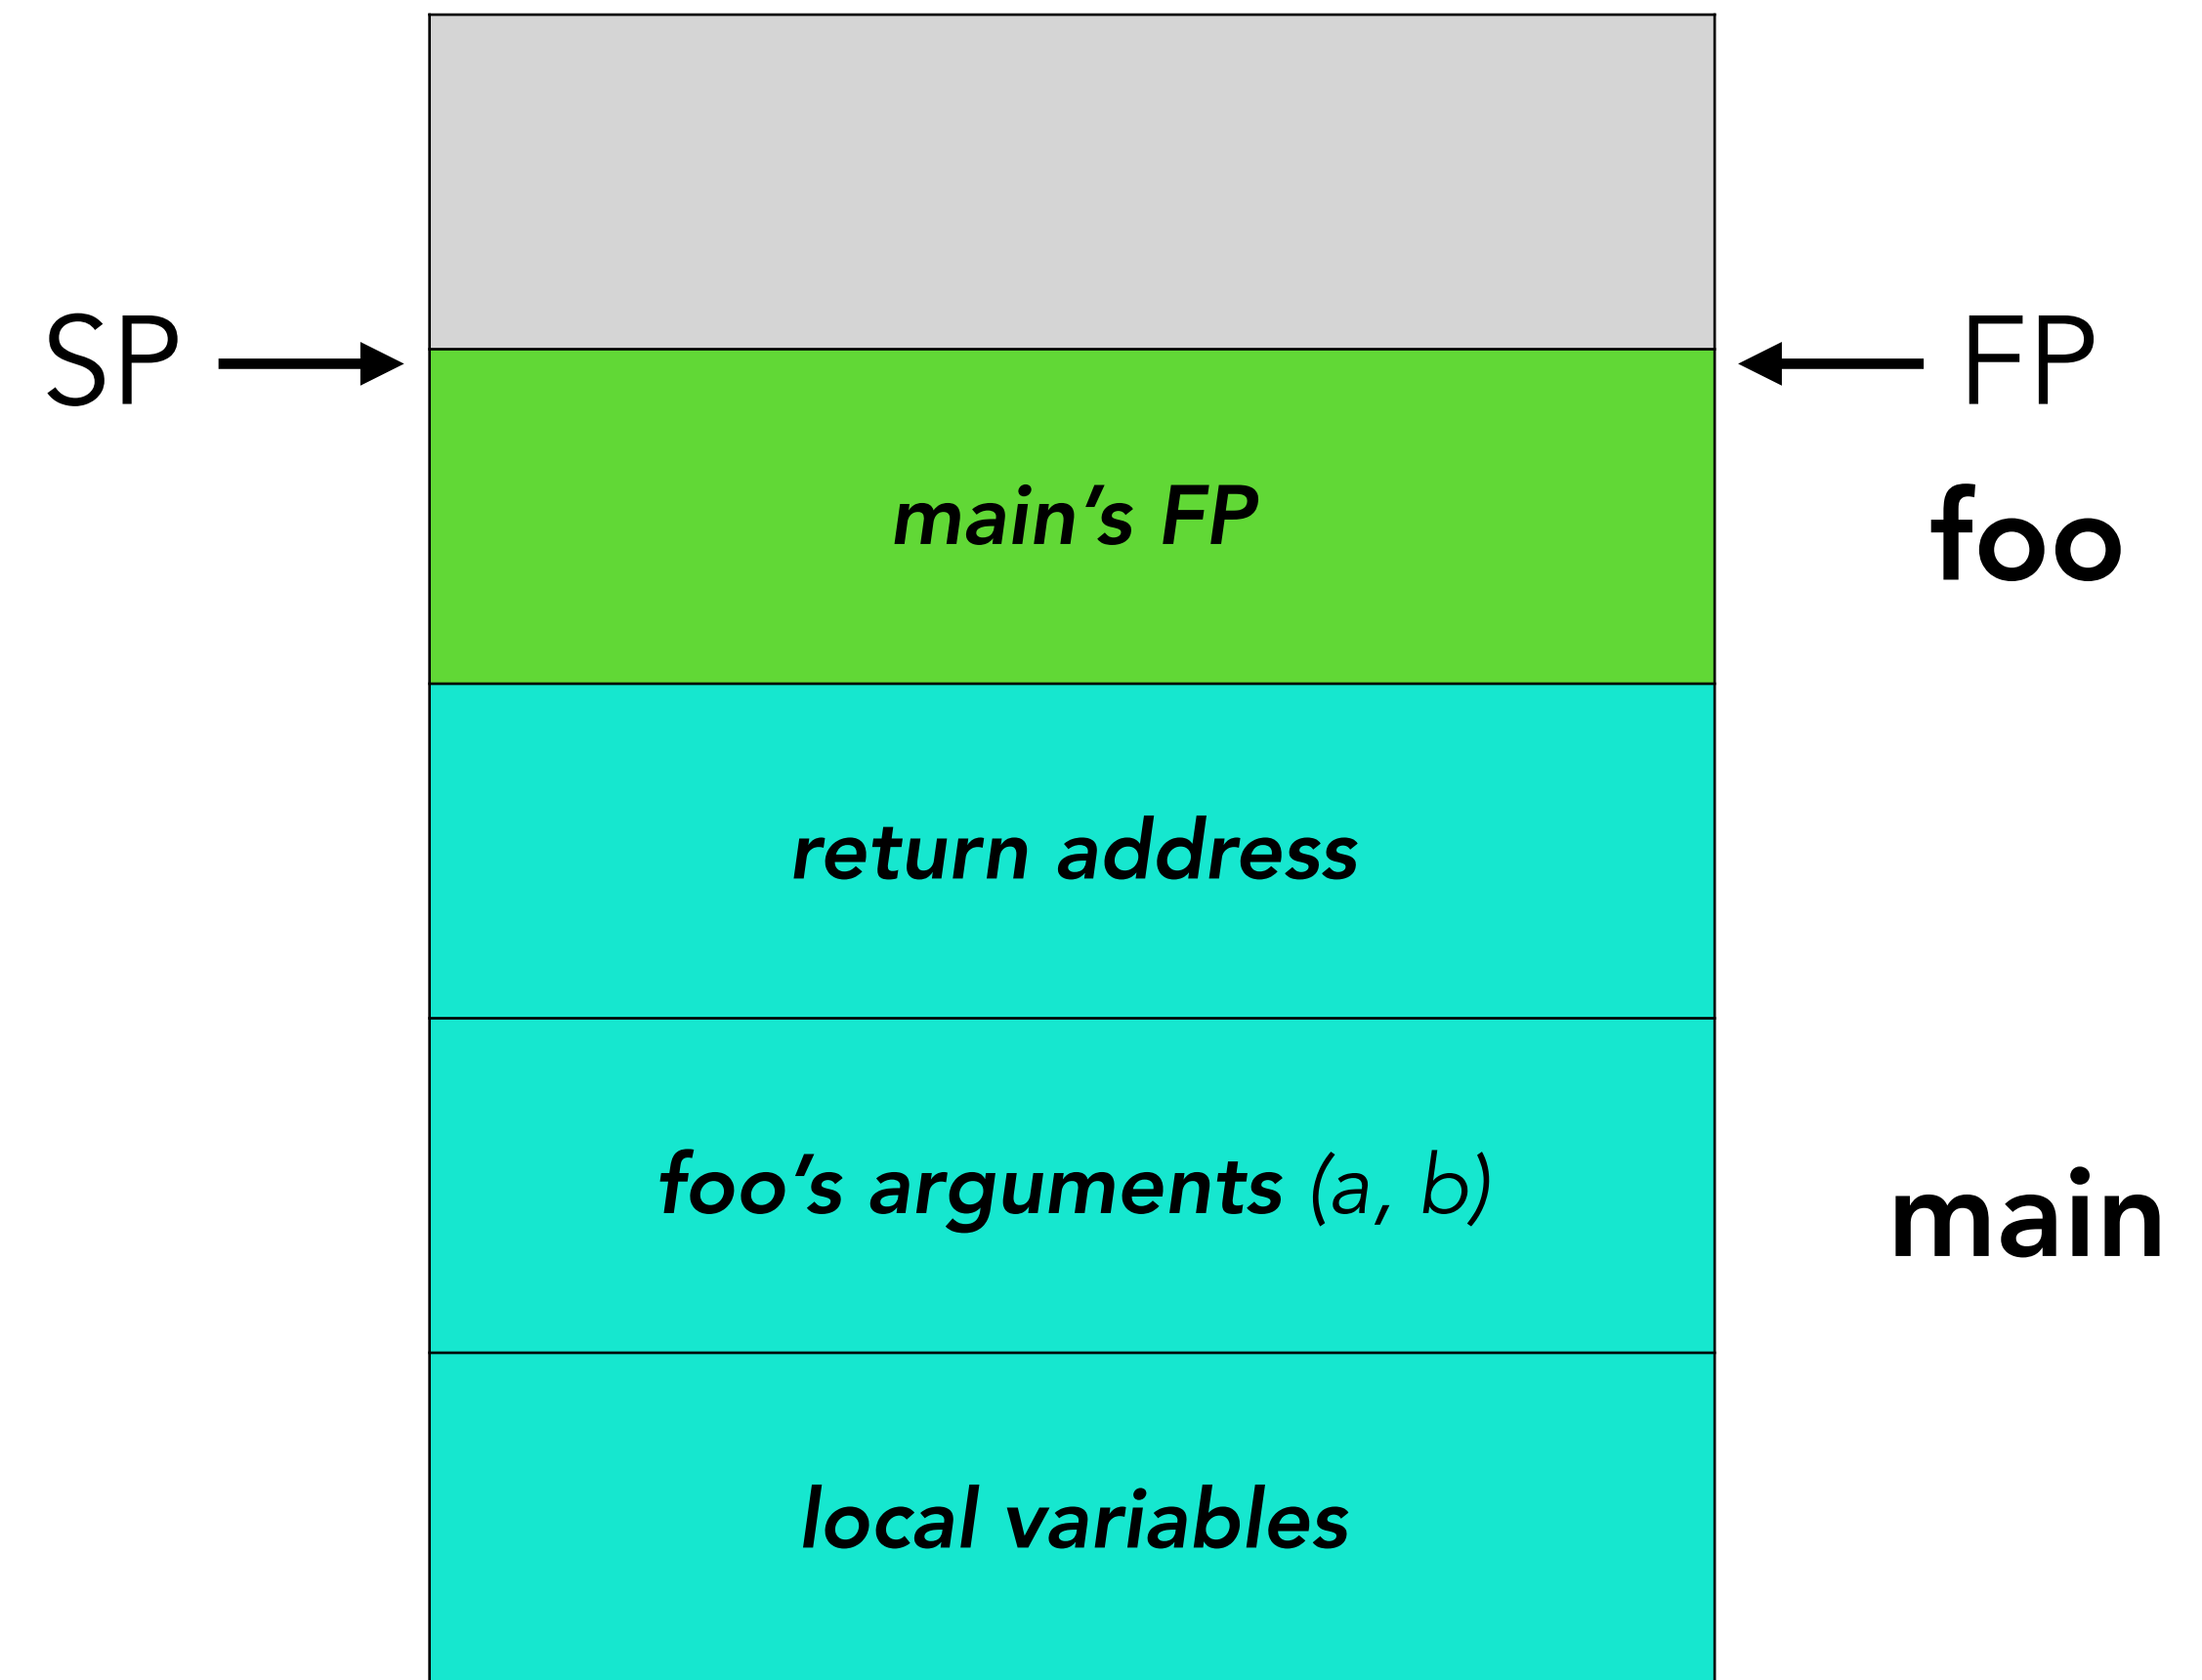 SP
FP
main’s FP
foo
return address
foo’s arguments (a, b)
main
local variables